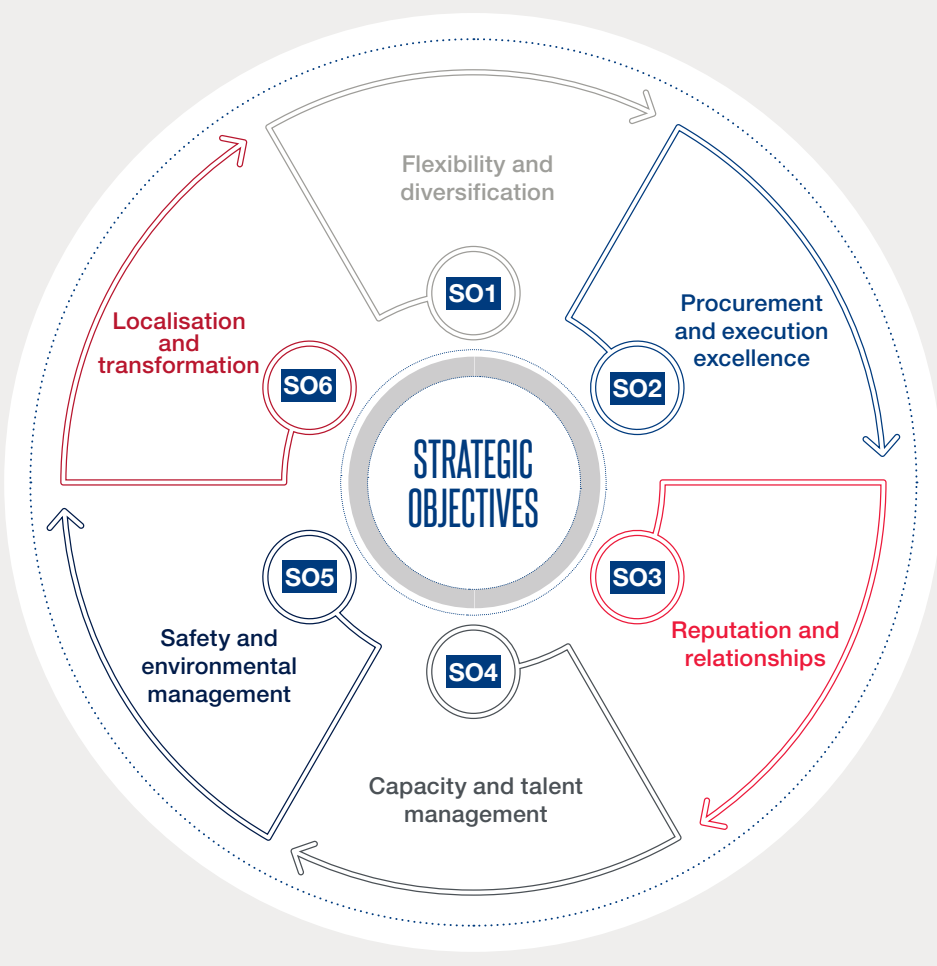 Flexibility and
diversification
SO1
Procurement
and execution
excellence
SO2
SO3
Reputation and
relationships
SO4
Capacity and talent
management
SO5
Safety and
environmental
management
Localisation
and
transformation
SO6
STRATEGIC
OBJECTIVES